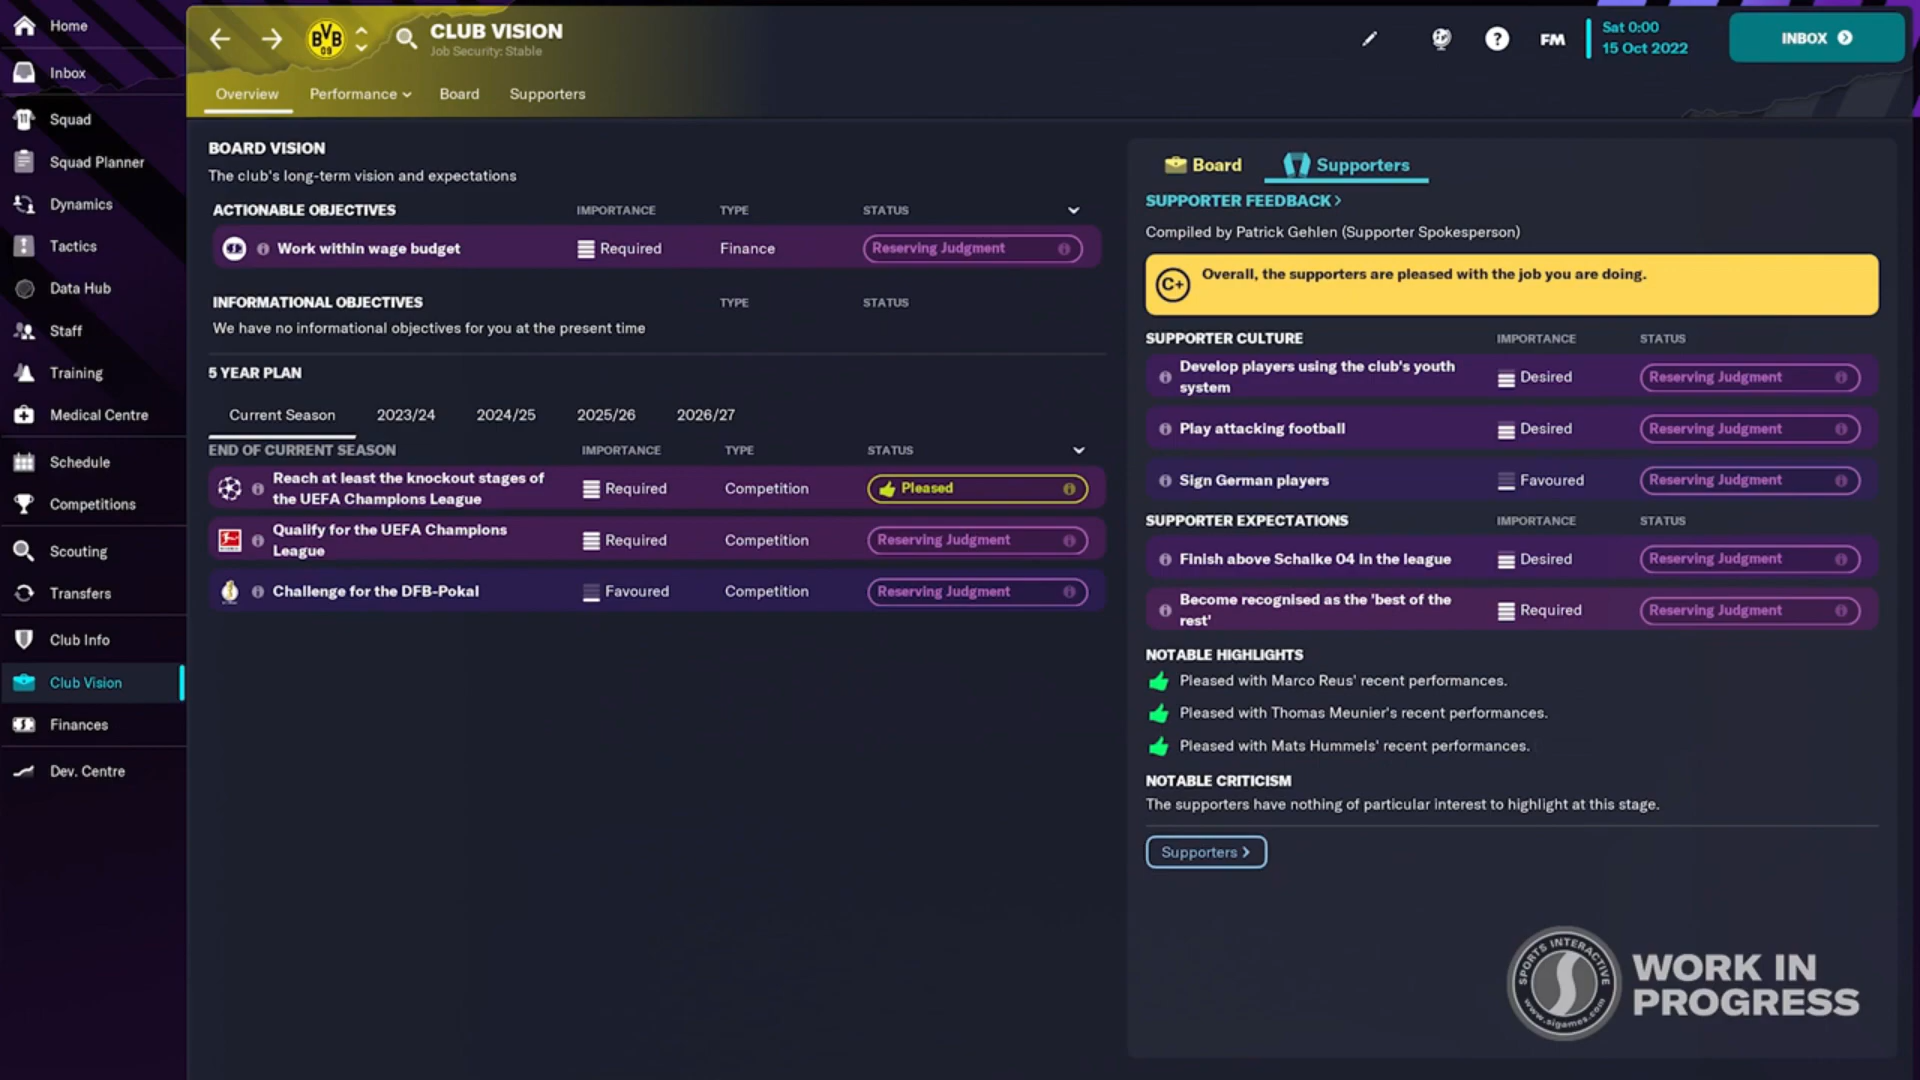 Home
Inbox
Squad
Squad Planner
Dynamics
Tactics
Data Hub
Staff
Training
Medical Centre
Schedule
Competitions
Scouting
Transfers
Club Info
Club Vision
Finances
Dev. Centre
BVB
09
CLUB VISION
Job Security: Stable
FM
Sat 0:00
15 Oct 2022
INBOX
Overview Performance Board Supporters
BOARD VISION
The club's long-term vision and expectations
ACTIONABLE OBJECTIVES IMPORTANCE TYPE STATUS
Work within wage budget Required Finance Reserving Judgment
INFORMATIONAL OBJECTIVES TYPE STATUS
We have no informational objectives for you at the present time
5 YEAR PLAN
Current Season 2023/24 2024/25 2025/26 2026/27
END OF CURRENT SEASON IMPORTANCE TYPE STATUS
Reach at least the knockout stages of
the UEFA Champions League Required Competition Pleased
Qualify for the UEFA Champions
League Required Competition Reserving Judgment
Challenge for the DFB-Pokal Favoured Competition Reserving Judgment
Board Supporters
SUPPORTER FEEDBACK >
Compiled by Patrick Gehlen (Supporter Spokesperson)
C+ Overall, the supporters are pleased with the job you are doing.
SUPPORTER CULTURE IMPORTANCE STATUS
Develop players using the club's youth
system Desired Reserving Judgment
Play attacking football Desired Reserving Judgment
Sign German players Favoured Reserving Judgment
SUPPORTER EXPECTATIONS IMPORTANCE STATUS
Finish above Schalke 04 in the league Desired Reserving Judgment
Become recognised as the 'best of the
rest' Required Reserving Judgment
NOTABLE HIGHLIGHTS
Pleased with Marco Reus' recent performances.
Pleased with Thomas Meunier's recent performances.
Pleased with Mats Hummels' recent performances.
NOTABLE CRITICISM
The supporters have nothing of particular interest to highlight at this stage.
Supporters >
SPORTS INTERACTIVE
www.sigames.com
WORK IN
PROGRESS